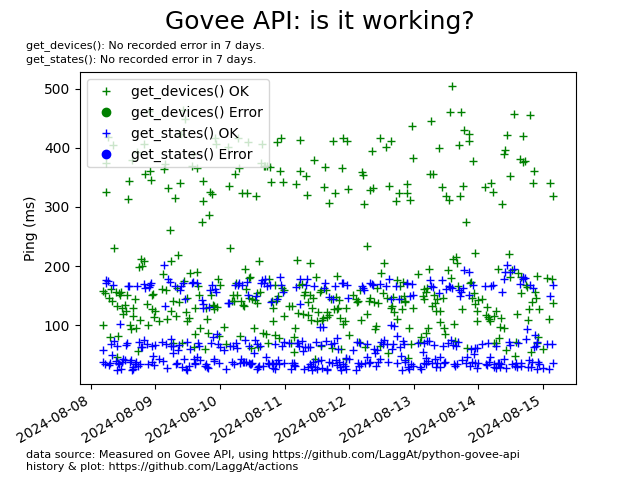 Govee API: is it working?
get_devices(): No recorded error in 7 days.
get_states(): No recorded error in 7 days.
get_devices() OK
get_devices() Error
get_states() OK
get_states() Error
Ping (ms)
500
400
300
200
100
2024-08-08
2024-08-09
2024-08-10
2024-08-11
2024-08-12
2024-08-13
2024-08-14
2024-08-15
data source: Measured on Govee API, using https://github.com/LaggAt/python-govee-api
history & plot: https://github.com/LaggAt/actions